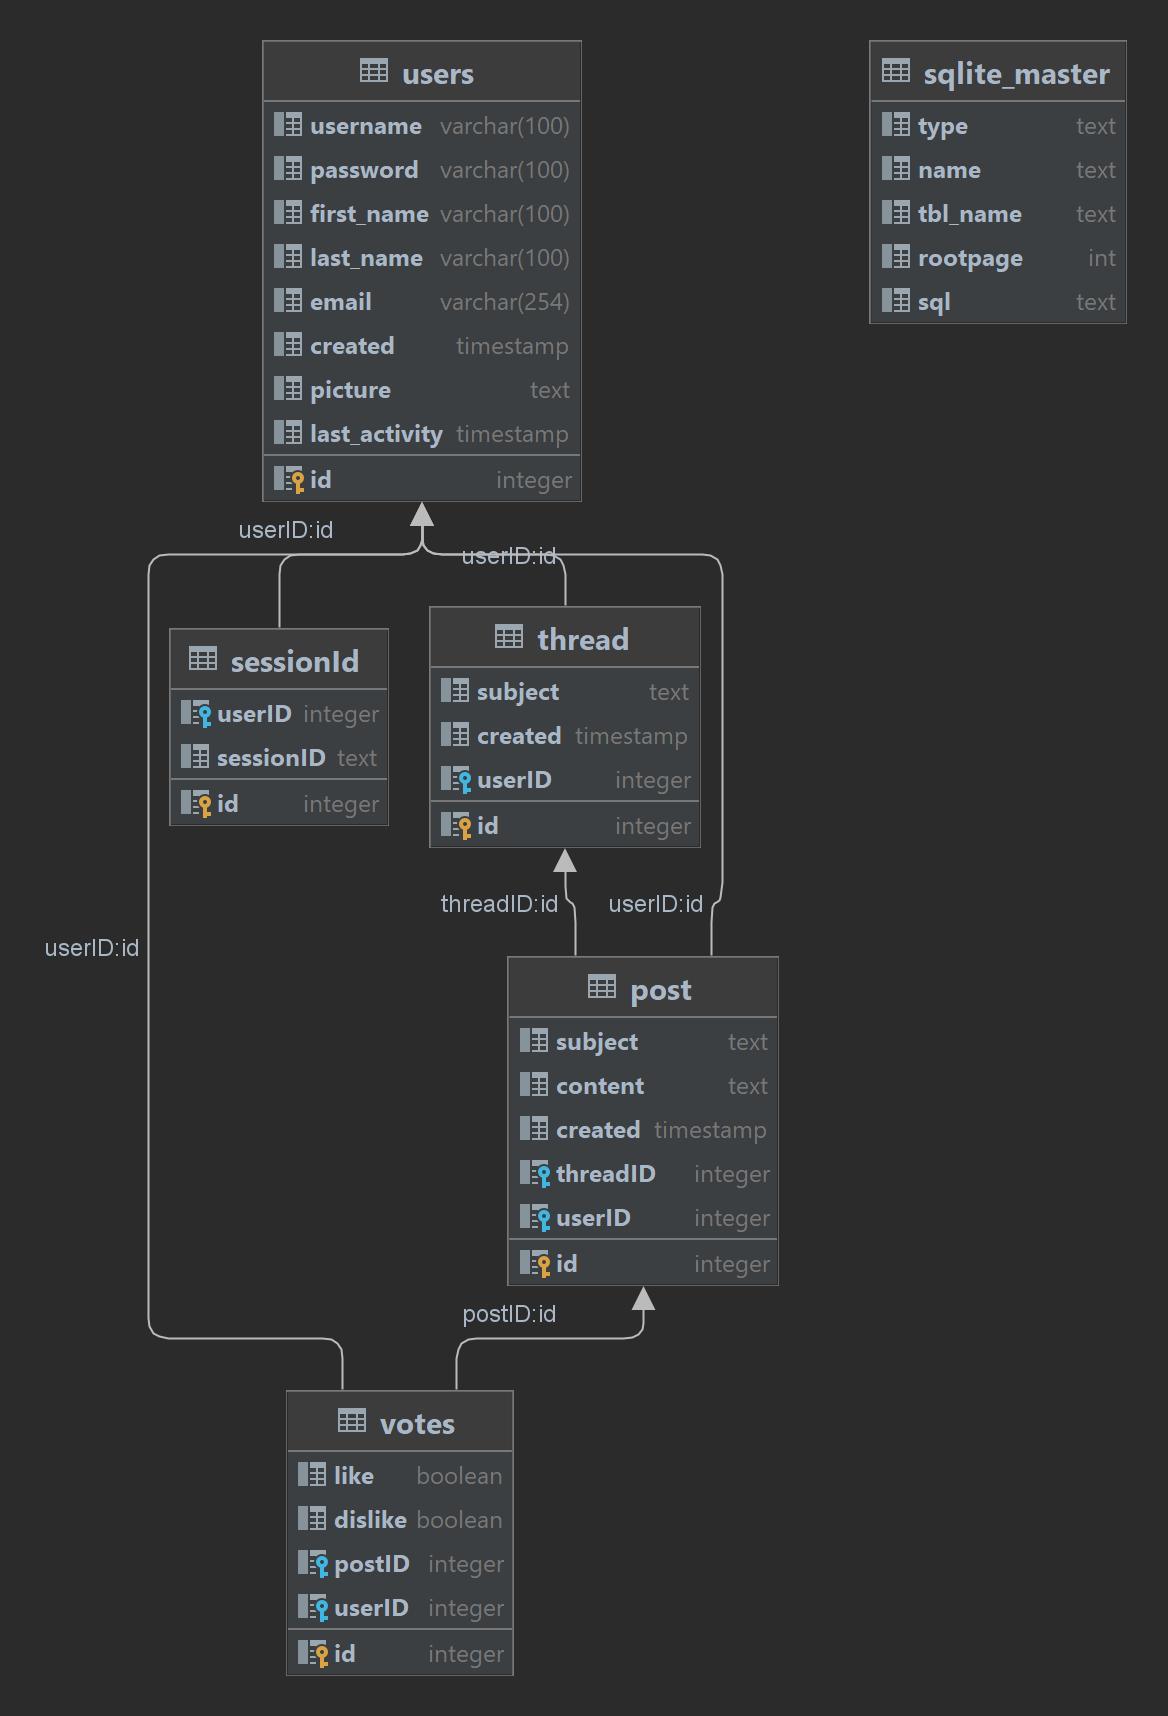 users
username varchar(100)
password varchar(100)
first_name varchar(100)
last_name varchar(100)
email varchar(254)
created timestamp
picture text
last_activity timestamp
id integer
sqlite_master
type text
name text
tbl_name text
rootpage int
sql text
userID:id
userID:id
sessionId
userID integer
sessionID text
id integer
thread
subject text
created timestamp
userID integer
id integer
threadID:id
userID:id
userID:id
post
subject text
content text
created timestamp
threadID integer
userID integer
id integer
postID:id
votes
like boolean
dislike boolean
postID integer
userID integer
id integer